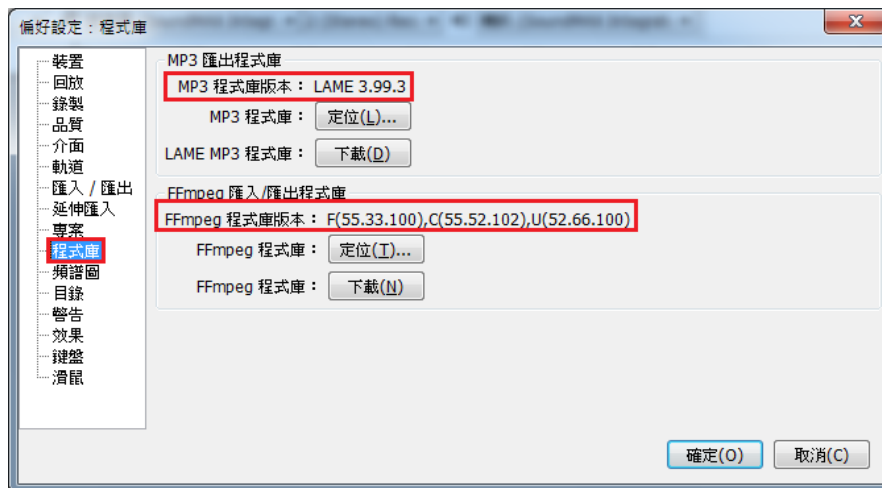 偏好設定：程式庫
裝置
回放
錄製
品質
介面
軌道
匯入 / 匯出
延伸匯入
專案
程式庫
頻譜圖
目錄
警告
效果
鍵盤
滑鼠
MP3 匯出程式庫
MP3 程式庫版本： LAME 3.99.3
MP3 程式庫： 定位(L)...
LAME MP3 程式庫： 下載(D)
FFmpeg 匯入/匯出程式庫
FFmpeg 程式庫版本： F(55.33.100),C(55.52.102),U(52.66.100)
FFmpeg 程式庫： 定位(T)...
FFmpeg 程式庫： 下載(N)
確定(O) 取消(C)